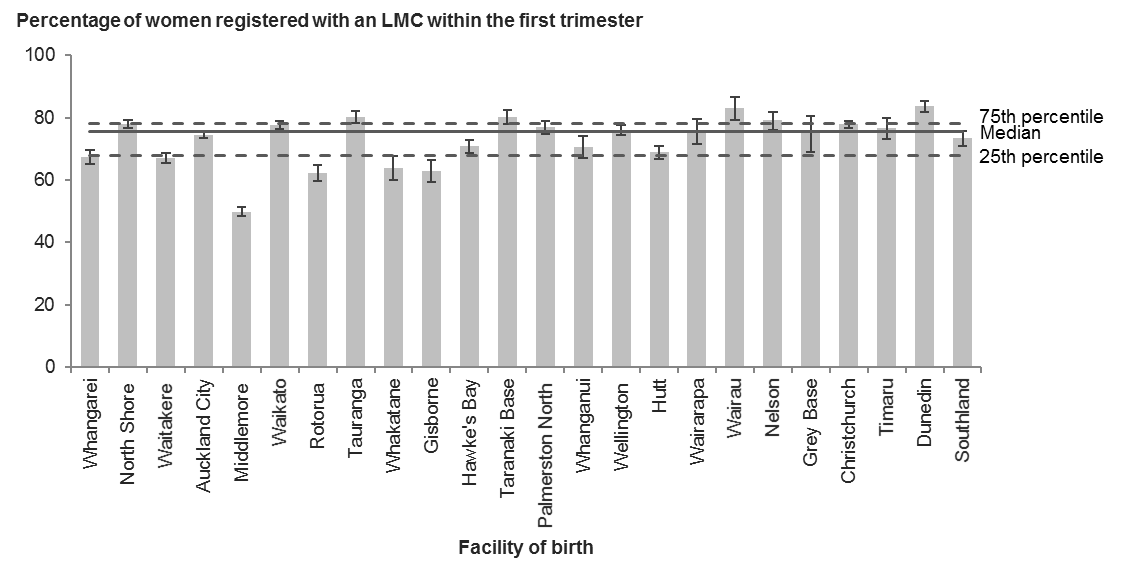 Percentage of women registered with an LMC within the first trimester
100
80
60
40
20
0
75th percentile
Median
25th percentile
Whangarei
North Shore
Waitakere
Auckland City
Middlemore
Waikato
Rotorua
Tauranga
Whakatane
Gisborne
Hawke's Bay
Taranaki Base
Palmerston North
Whanganui
Wellington
Hutt
Wairarapa
Wairau
Nelson
Grey Base
Christchurch
Timaru
Dunedin
Southland
Facility of birth